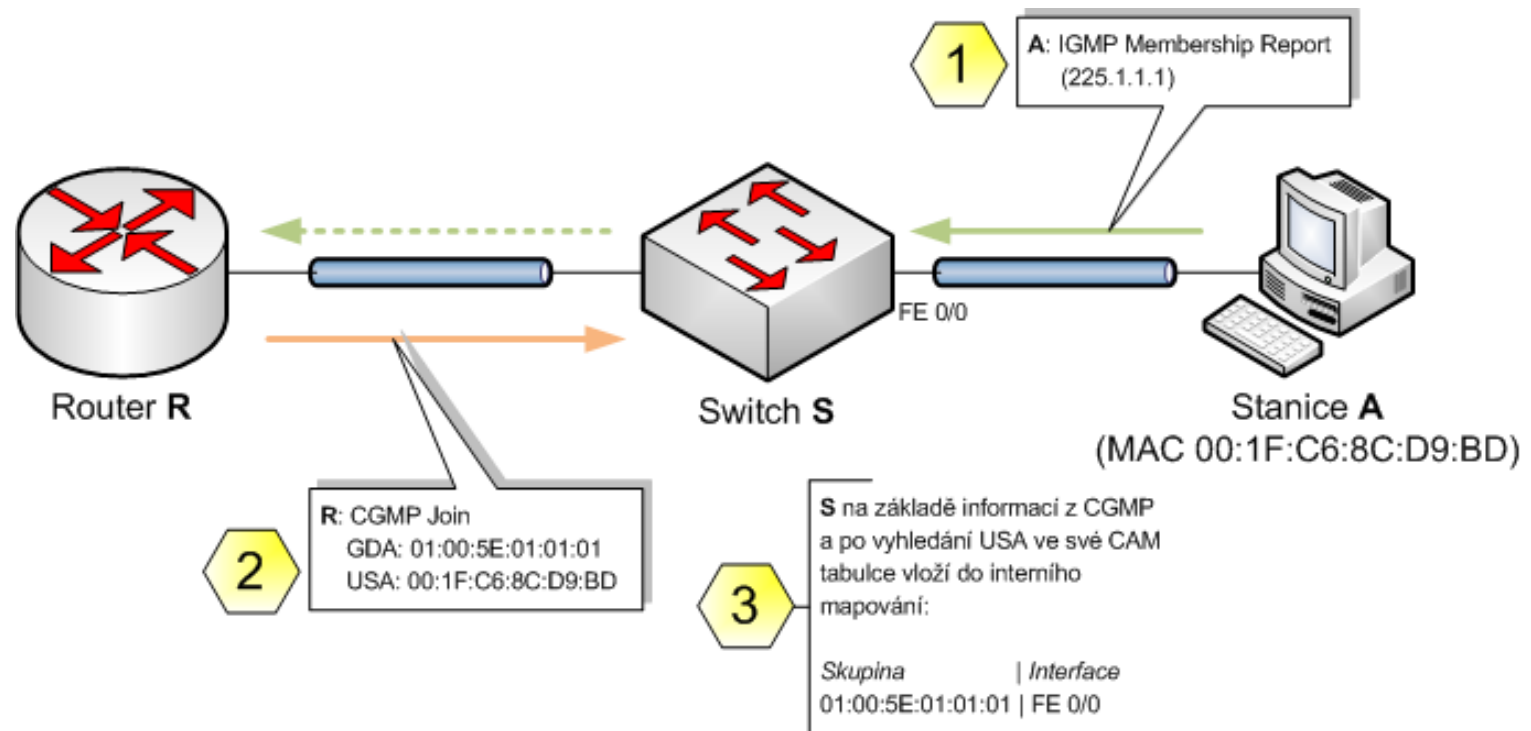 1
A: IGMP Membership Report
(225.1.1.1)
FE 0/0
Router R
Switch S
Stanice A
(MAC 00:1F:C6:8C:D9:BD)
2
R: CGMP Join
GDA: 01:00:5E:01:01:01
USA: 00:1F:C6:8C:D9:BD
3
S na základě informací z CGMP
a po vyhledání USA ve své CAM
tabulce vloží do interního
mapování:
Skupina | Interface
01:00:5E:01:01:01 | FE 0/0